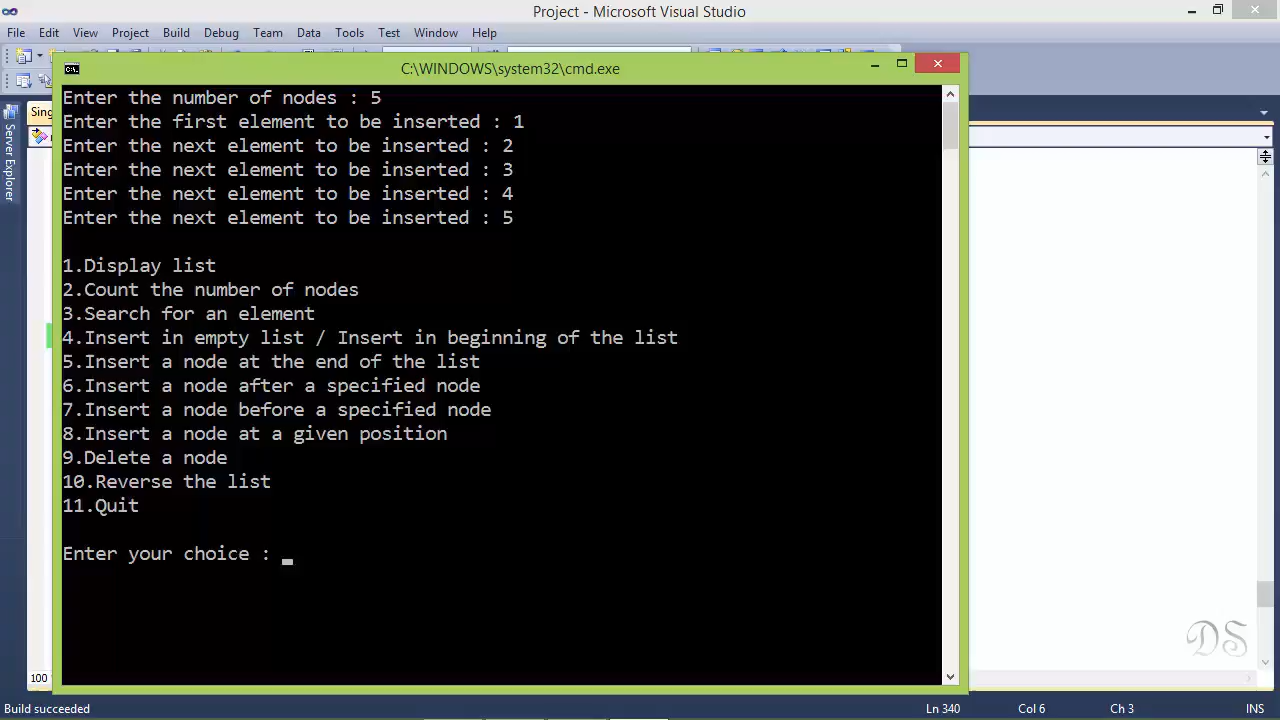 Project - Microsoft Visual Studio
File Edit View Project Build Debug Team Data Tools Test Window Help
C:\WINDOWS\system32\cmd.exe
Sing
Server Explorer
Enter the number of nodes : 5
Enter the first element to be inserted : 1
Enter the next element to be inserted : 2
Enter the next element to be inserted : 3
Enter the next element to be inserted : 4
Enter the next element to be inserted : 5
1.Display list
2.Count the number of nodes
3.Search for an element
4.Insert in empty list / Insert in beginning of the list
5.Insert a node at the end of the list
6.Insert a node after a specified node
7.Insert a node before a specified node
8.Insert a node at a given position
9.Delete a node
10.Reverse the list
11.Quit
Enter your choice :
DS
100
Build succeeded Ln 340 Col 6 Ch 3 INS